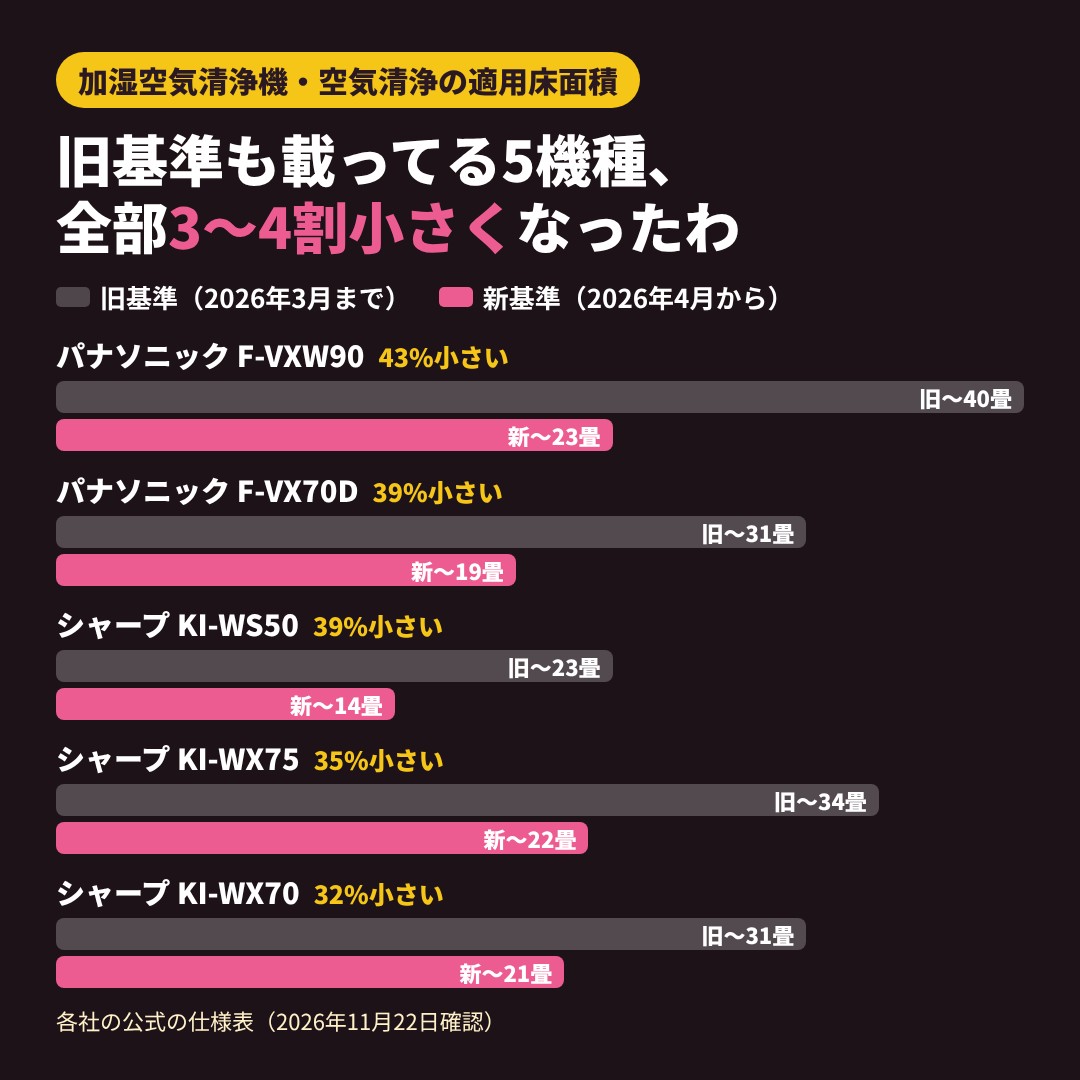 加湿空気清浄機・空気清浄の適用床面積
旧基準も載ってる5機種、
全部3〜4割小さくなったわ
旧基準（2026年3月まで） 新基準（2026年4月から）
パナソニック F-VXW90 43%小さい
旧〜40畳
新〜23畳
パナソニック F-VX70D 39%小さい
旧〜31畳
新〜19畳
シャープ KI-WS50 39%小さい
旧〜23畳
新〜14畳
シャープ KI-WX75 35%小さい
旧〜34畳
新〜22畳
シャープ KI-WX70 32%小さい
旧〜31畳
新〜21畳
各社の公式の仕様表（2026年11月22日確認）